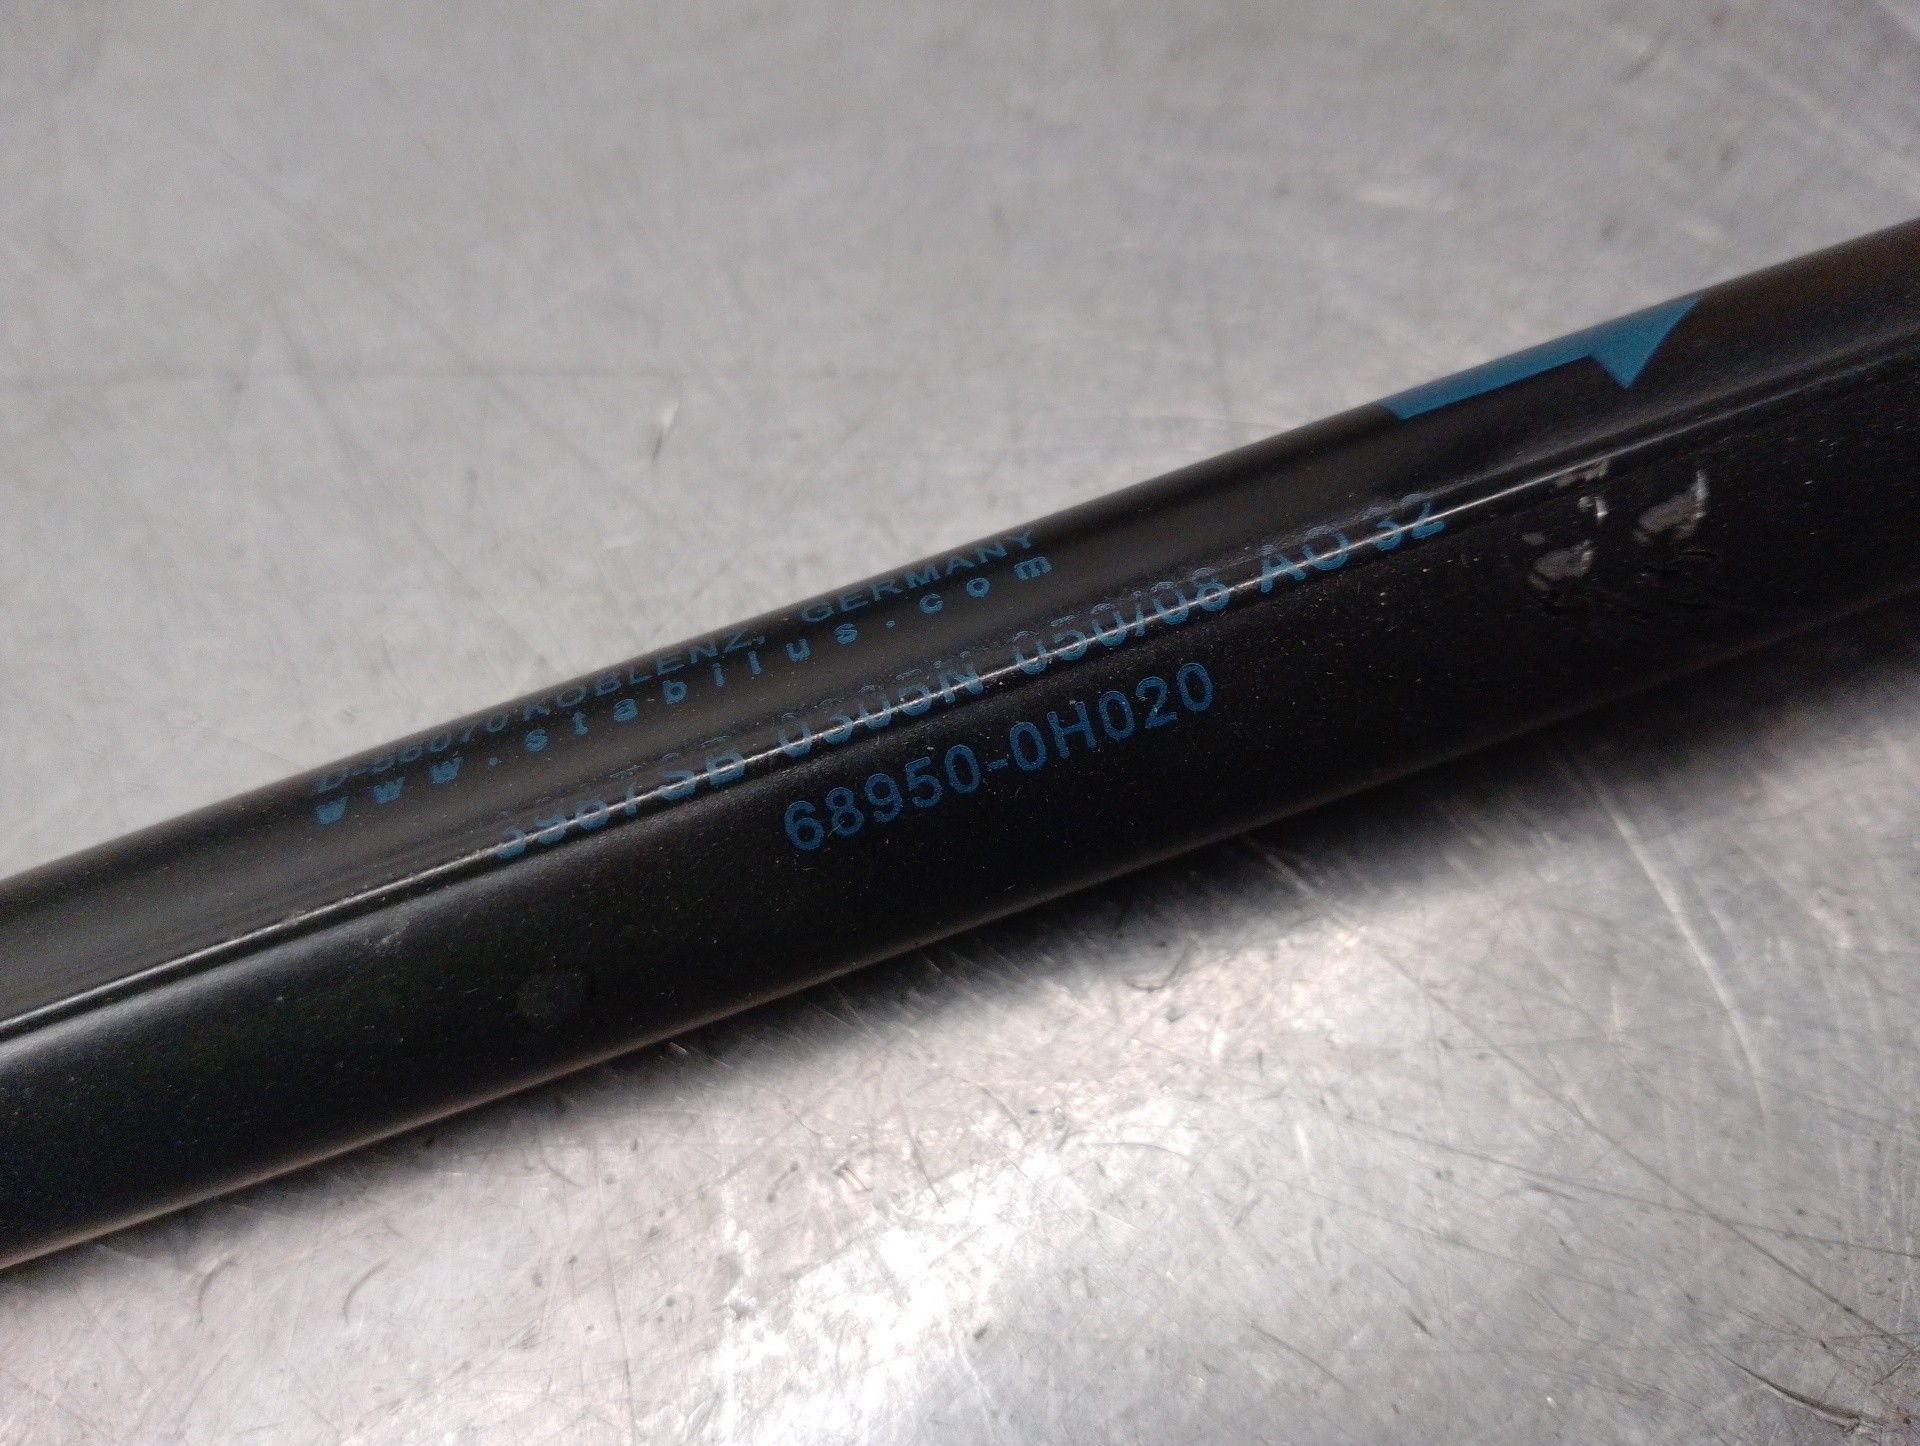 D-56070 KOBLENZ, GERMANY
www.stabilus.com
0305N 050/08 AO 32
68950-0H020